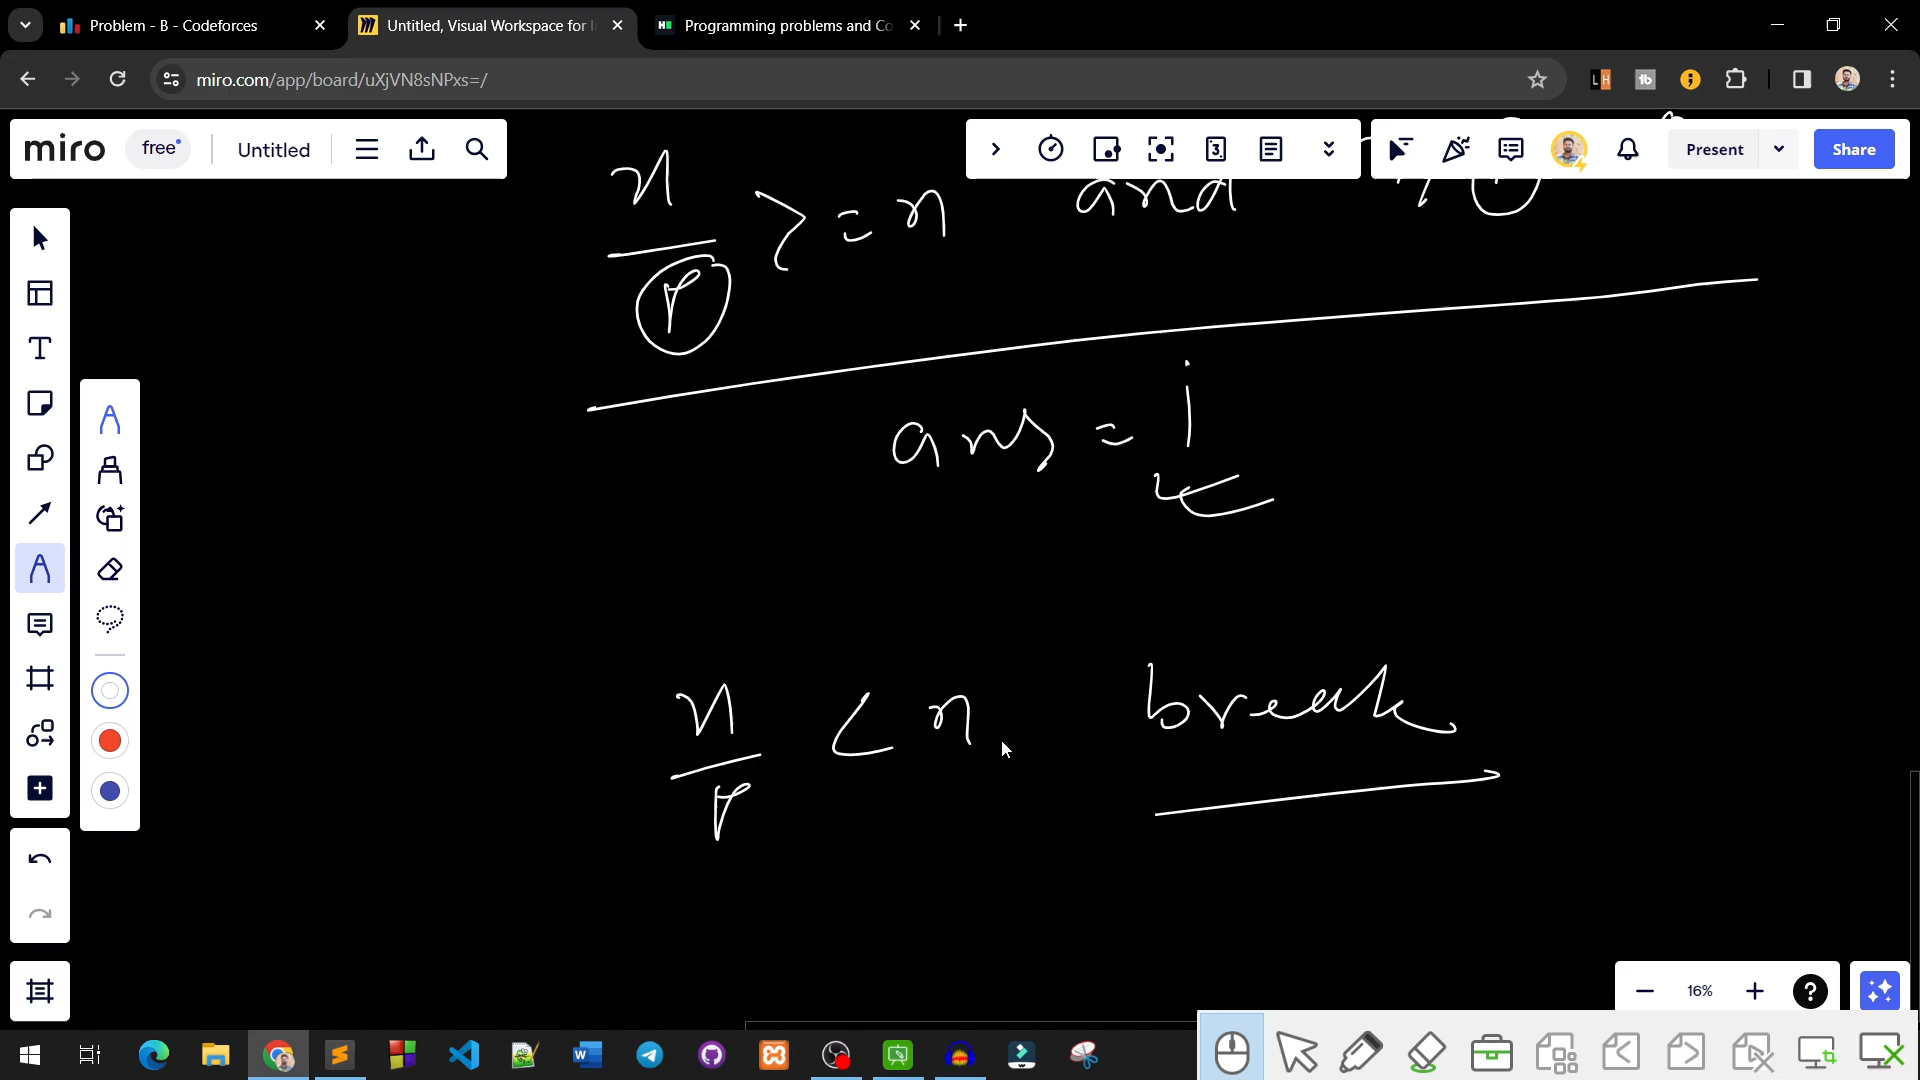 Problem - B - Codeforces
Untitled, Visual Workspace for
Programming problems and Co
miro.com/app/board/uXjVN8sNPxs=/
miro
free
Untitled
3.
Present
Share
x
>= n and
r
ans = i
x
< n break
r
16%